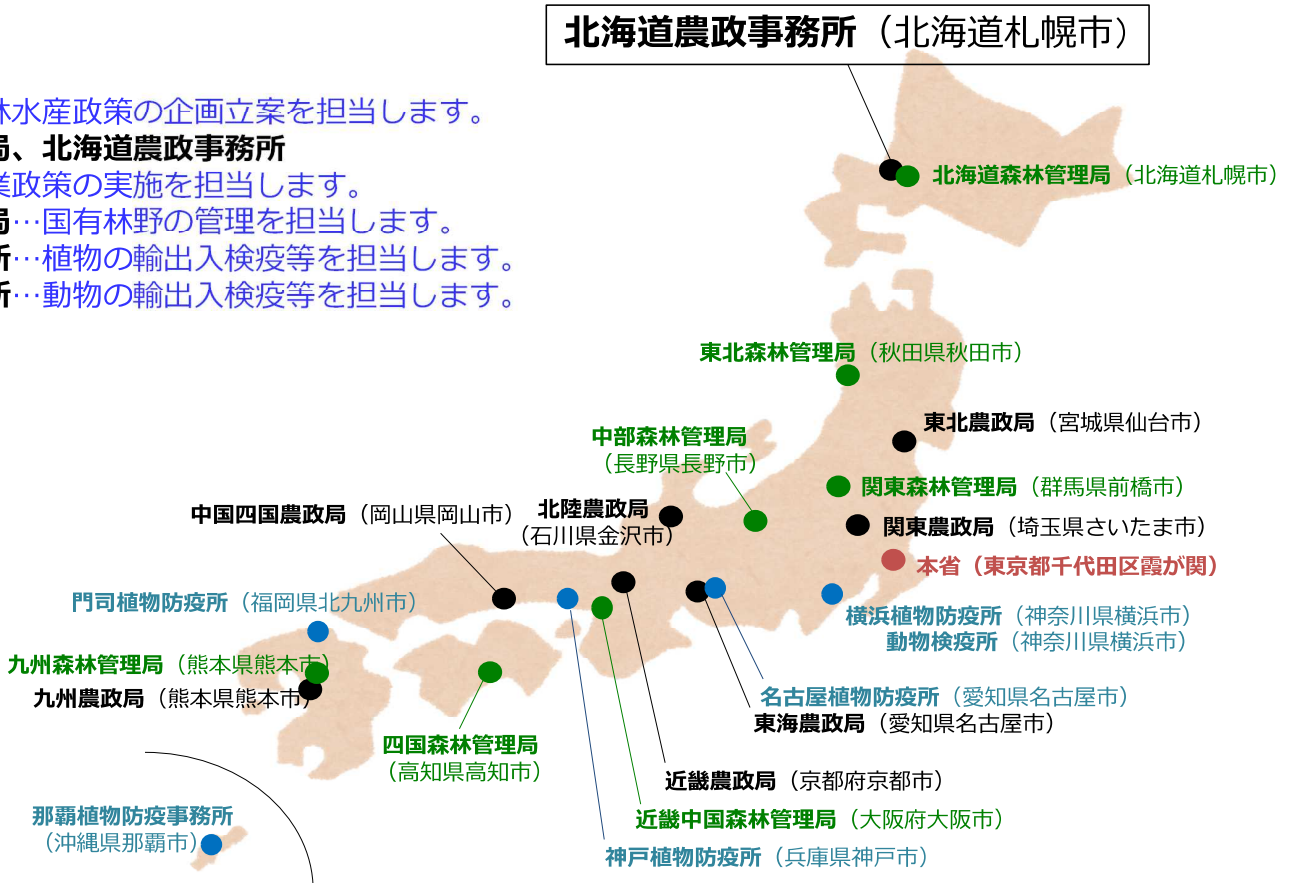 北海道農政事務所（北海道札幌市）
林水産政策の企画立案を担当します。
局、北海道農政事務所
業政策の実施を担当します。
局…国有林野の管理を担当します。
所…植物の輸出入検疫等を担当します。
所…動物の輸出入検疫等を担当します。
北海道森林管理局（北海道札幌市）
東北森林管理局（秋田県秋田市）
東北農政局（宮城県仙台市）
中部森林管理局
（長野県長野市）
関東森林管理局（群馬県前橋市）
中国四国農政局（岡山県岡山市）
北陸農政局
（石川県金沢市）
関東農政局（埼玉県さいたま市）
本省（東京都千代田区霞が関）
門司植物防疫所（福岡県北九州市）
横浜植物防疫所（神奈川県横浜市）
動物検疫所（神奈川県横浜市）
九州森林管理局（熊本県熊本市）
九州農政局（熊本県熊本市）
名古屋植物防疫所（愛知県名古屋市）
東海農政局（愛知県名古屋市）
四国森林管理局
（高知県高知市）
近畿農政局（京都府京都市）
近畿中国森林管理局（大阪府大阪市）
神戸植物防疫所（兵庫県神戸市）
那覇植物防疫事務所
（沖縄県那覇市）